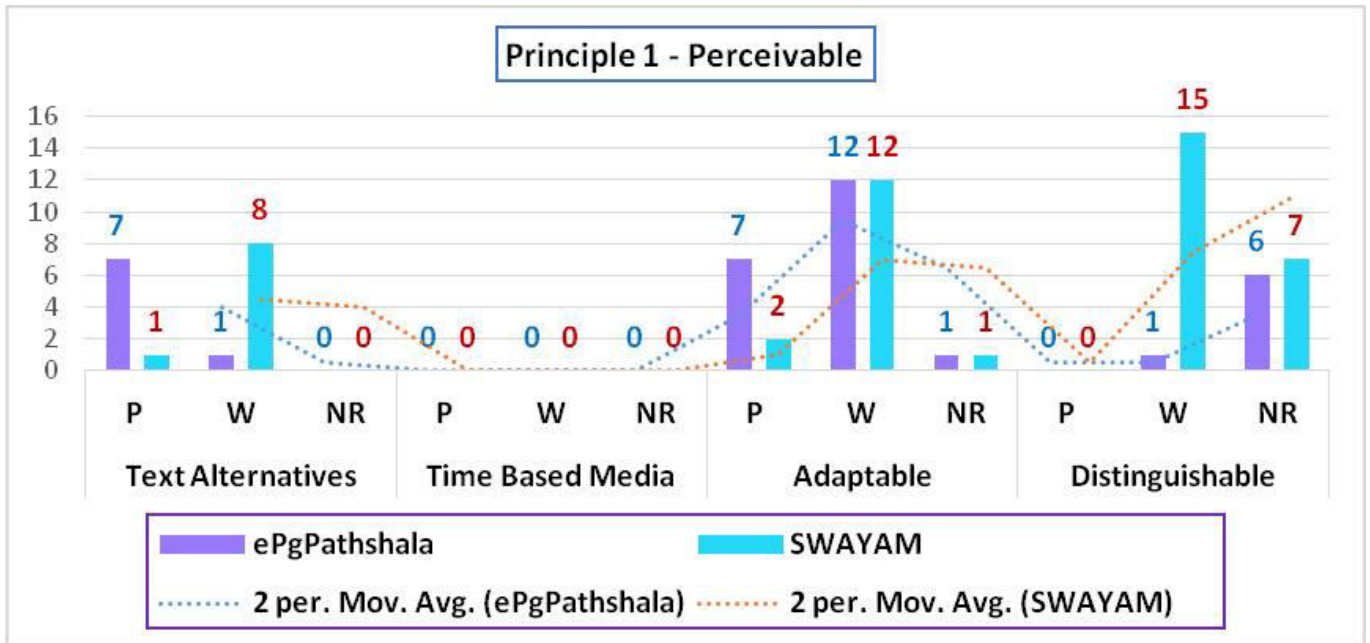 Principle 1 - Perceivable
16
15
14
12 12
12
10
8
7 8 7 6 7
6
4
2
1 1 0 0 0 0 0 0 0 0 2 1 1 0 0 1
0
P W NR P W NR P W NR P W NR
Text Alternatives Time Based Media Adaptable Distinguishable
ePgPathshala SWAYAM
2 per. Mov. Avg. (ePgPathshala) 2 per. Mov. Avg. (SWAYAM)